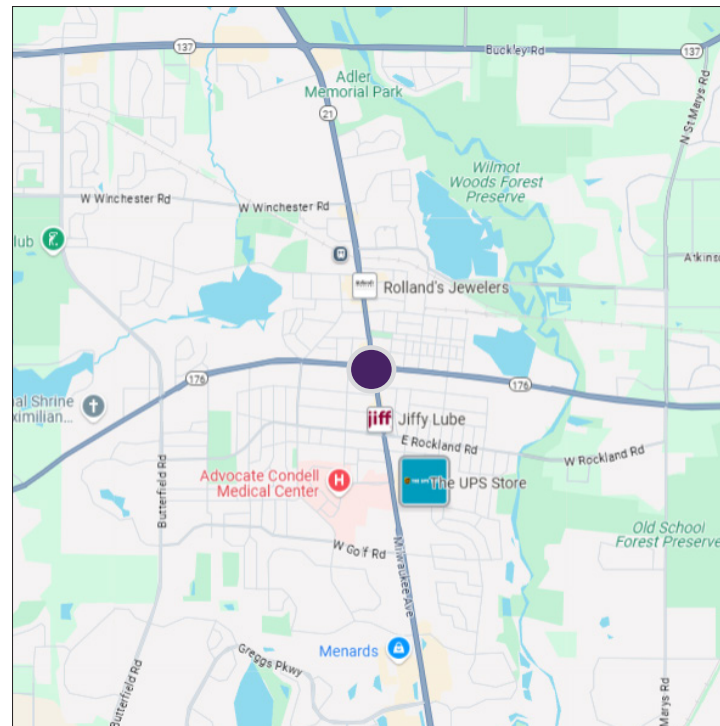 137
Buckley Rd
137
Adler
Memorial Park
21
N St Marys Rd
Wilmot
Woods Forest
Preserve
W Winchester Rd
W Winchester Rd
lub
Atkinson
Rolland's Jewelers
176
176
nal Shrine
ximilian...
jiff
Jiffy Lube
E Rockland Rd
W Rockland Rd
Butterfield Rd
Advocate Condell
Medical Center
H
The UPS Store
Old School
Forest Preserve
W Golf Rd
Milwaukee Ave
Menards
Greggs Pkwy
Butterfield Rd
St Marys Rd